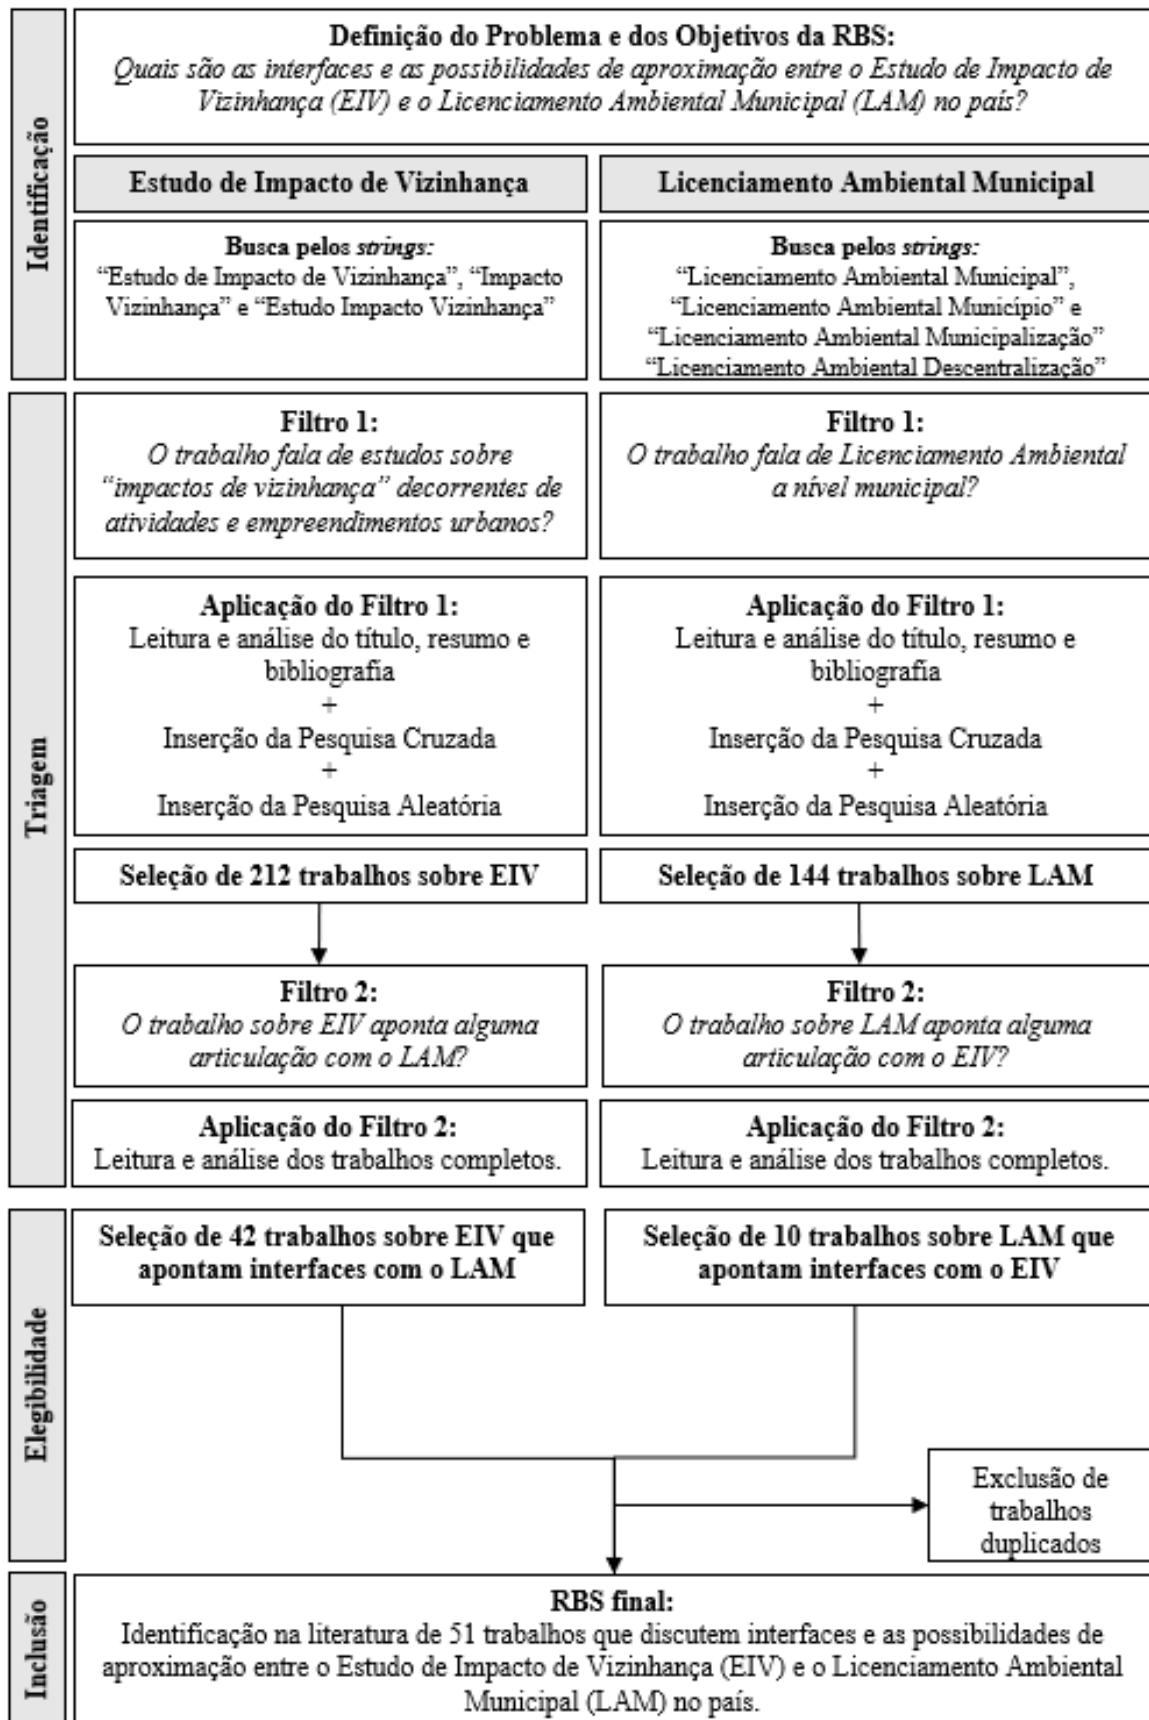 Identificação
Definição do Problema e dos Objetivos da RBS:
Quais são as interfaces e as possibilidades de aproximação entre o Estudo de Impacto de
Vizinhança (EIV) e o Licenciamento Ambiental Municipal (LAM) no país?
Estudo de Impacto de Vizinhança
Busca pelos strings:
“Estudo de Impacto de Vizinhança”, “Impacto
Vizinhança” e “Estudo Impacto Vizinhança”
Licenciamento Ambiental Municipal
Busca pelos strings:
“Licenciamento Ambiental Municipal”,
“Licenciamento Ambiental Município” e
“Licenciamento Ambiental Municipalização”
“Licenciamento Ambiental Descentralização”
Triagem
Filtro 1:
O trabalho fala de estudos sobre
“impactos de vizinhança” decorrentes de
atividades e empreendimentos urbanos?
Filtro 1:
O trabalho fala de Licenciamento Ambiental
a nível municipal?
Aplicação do Filtro 1:
Leitura e análise do título, resumo e
bibliografia
+
Inserção da Pesquisa Cruzada
+
Inserção da Pesquisa Aleatória
Aplicação do Filtro 1:
Leitura e análise do título, resumo e
bibliografia
+
Inserção da Pesquisa Cruzada
+
Inserção da Pesquisa Aleatória
Seleção de 212 trabalhos sobre EIV
Seleção de 144 trabalhos sobre LAM
Filtro 2:
O trabalho sobre EIV aponta alguma
articulação com o LAM?
Filtro 2:
O trabalho sobre LAM aponta alguma
articulação com o EIV?
Aplicação do Filtro 2:
Leitura e análise dos trabalhos completos.
Aplicação do Filtro 2:
Leitura e análise dos trabalhos completos.
Elegibilidade
Seleção de 42 trabalhos sobre EIV que
apontam interfaces com o LAM
Seleção de 10 trabalhos sobre LAM que
apontam interfaces com o EIV
Exclusão de
trabalhos
duplicados
Inclusão
RBS final:
Identificação na literatura de 51 trabalhos que discutem interfaces e as possibilidades de
aproximação entre o Estudo de Impacto de Vizinhança (EIV) e o Licenciamento Ambiental
Municipal (LAM) no país.